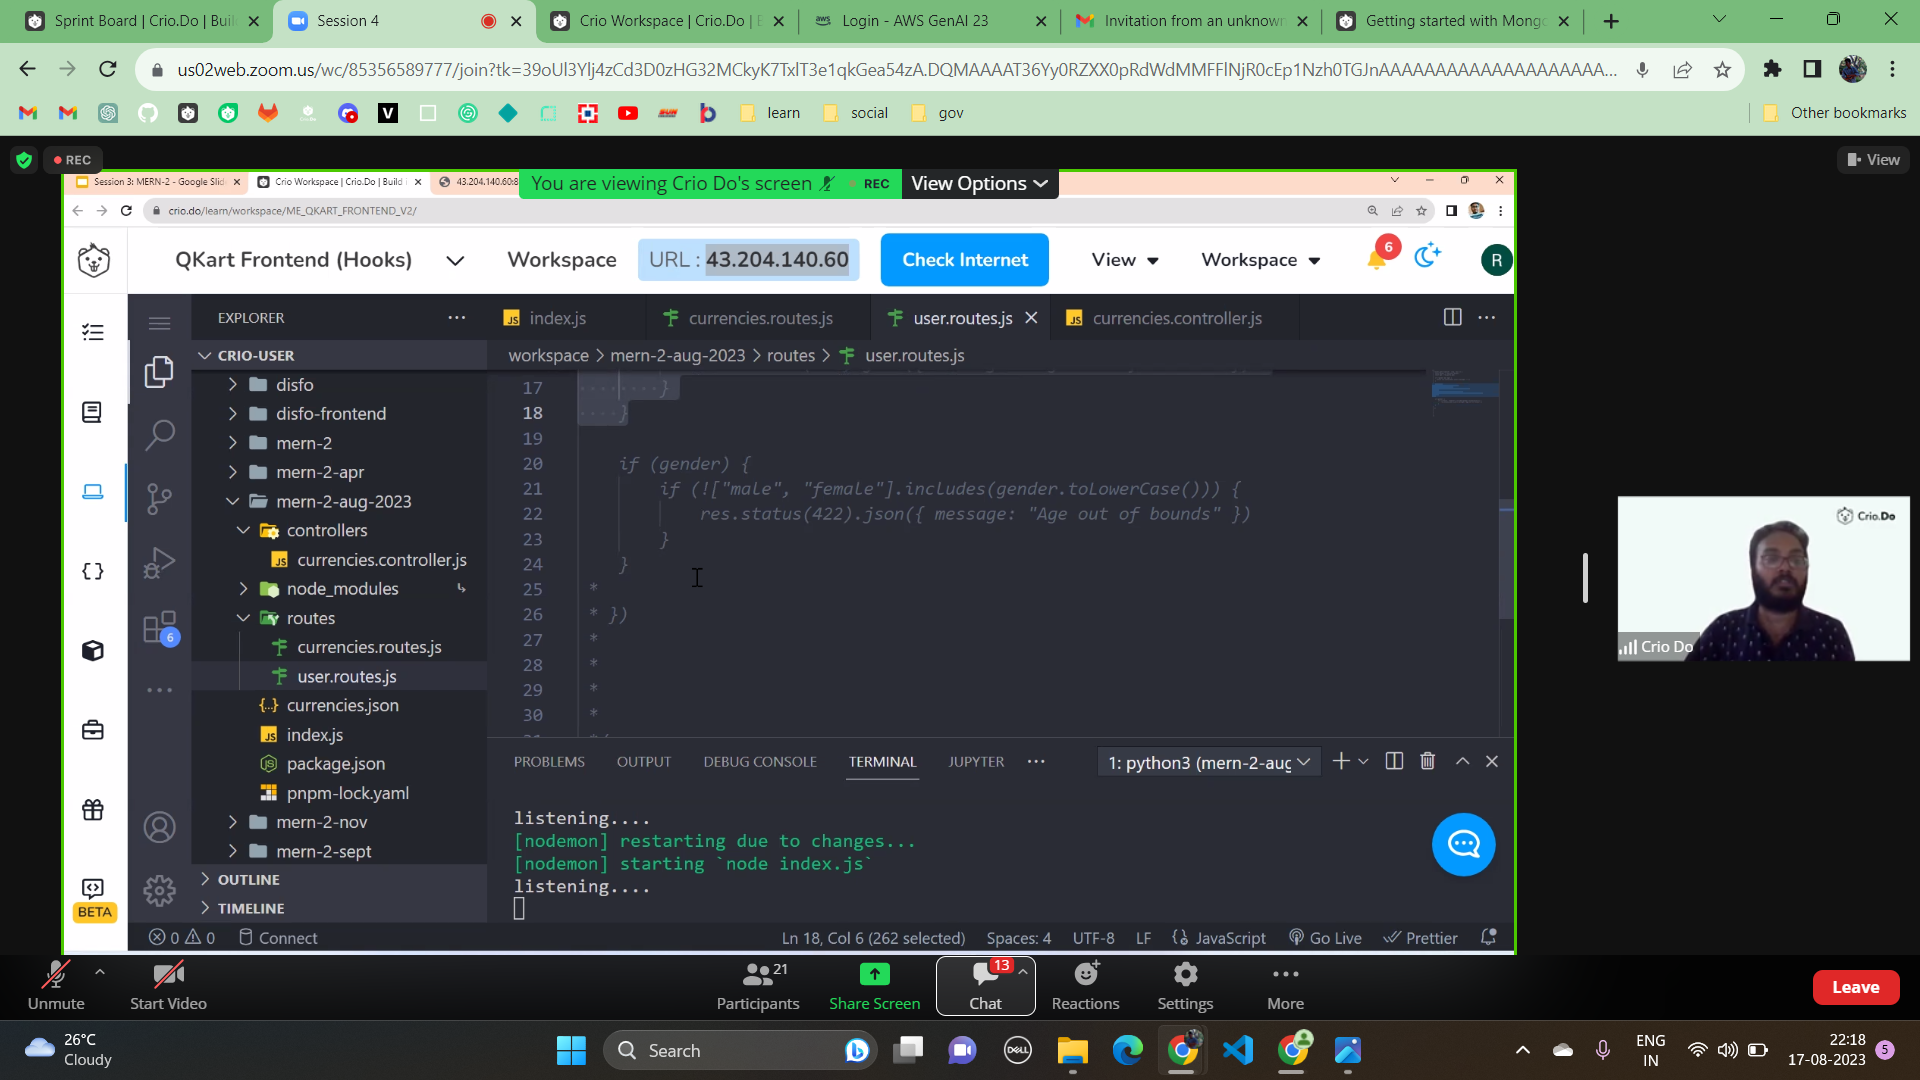 Sprint Board | Crio.Do | Buil
Session 4
Crio Workspace | Crio.Do | B
aws
Login - AWS GenAI 23
Invitation from an unknown
Getting started with Mongo
us02web.zoom.us/wc/85356589777/join?tk=39oUl3Ylj4zCd3D0zHG32MCkyK7TxlT3e1qkGea54zA.DQMAAAAT36Yy0RZXX0pRdWdMMFFlNjR0cEp1Nzh0TGJnAAAAAAAAAAAAAAAAAAAA...
learn
social
gov
Other bookmarks
REC
View
Session 3: MERN-2 - Google Slid
Crio Workspace | Crio.Do | Build
43.204.140.60:8
You are viewing Crio Do's screen
REC
View Options
crio.do/learn/workspace/ME_QKART_FRONTEND_V2/
QKart Frontend (Hooks)
Workspace
URL : 43.204.140.60
Check Internet
View
Workspace
6
R
EXPLORER
index.js
currencies.routes.js
user.routes.js
currencies.controller.js
CRIO-USER
workspace > mern-2-aug-2023 > routes > user.routes.js
disfo
disfo-frontend
mern-2
mern-2-apr
mern-2-aug-2023
controllers
currencies.controller.js
node_modules
routes
currencies.routes.js
user.routes.js
currencies.json
index.js
package.json
pnpm-lock.yaml
mern-2-nov
mern-2-sept
OUTLINE
TIMELINE
6
BETA
17 }
18 }
19
20 if (gender) {
21 if (!["male", "female"].includes(gender.toLowerCase())) {
22 res.status(422).json({ message: "Age out of bounds" })
23 }
24 }
25 *
26 * })
27 *
28 *
29 *
30 *
PROBLEMS
OUTPUT
DEBUG CONSOLE
TERMINAL
JUPYTER
1: python3 (mern-2-aug
listening....
[nodemon] restarting due to changes...
[nodemon] starting `node index.js`
listening....
0
0
Connect
Ln 18, Col 6 (262 selected)
Spaces: 4
UTF-8
LF
JavaScript
Go Live
Prettier
Crio.Do
Crio Do
Unmute
Start Video
21
Participants
Share Screen
13
Chat
Reactions
Settings
More
Leave
26°C
Cloudy
Search
DELL
ENG
IN
22:18
17-08-2023
5